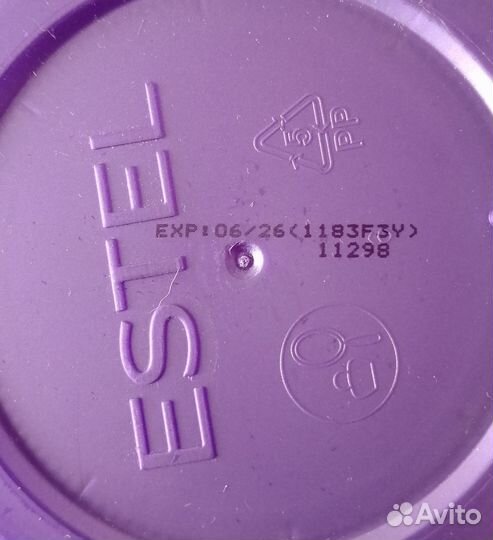 ESTEL
5
PP
EXP:06/26(1183F3Y)
11298
Avito